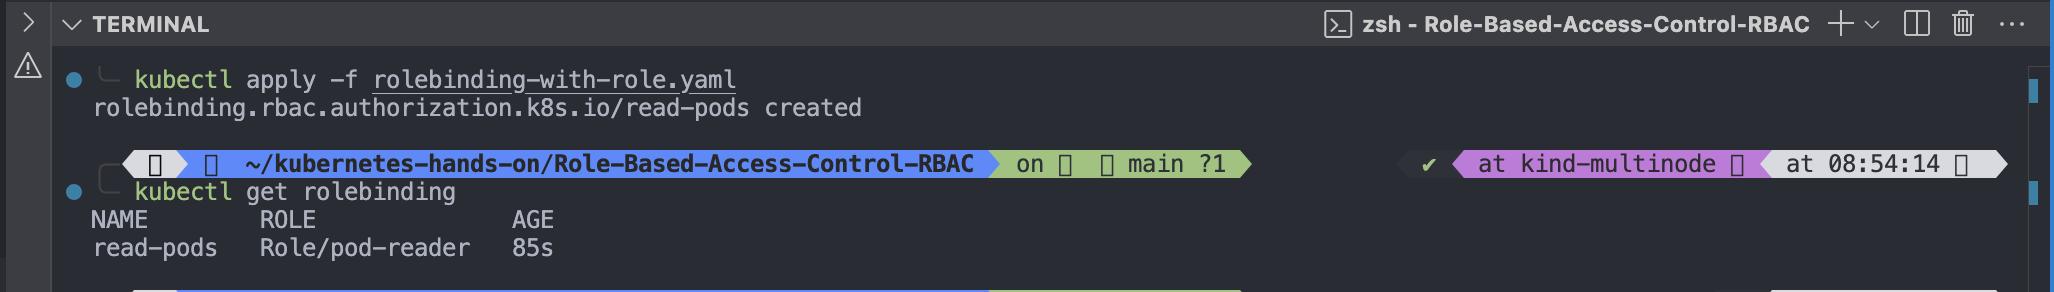 TERMINAL
zsh - Role-Based-Access-Control-RBAC
kubectl apply -f rolebinding-with-role.yaml
rolebinding.rbac.authorization.k8s.io/read-pods created
~/kubernetes-hands-on/Role-Based-Access-Control-RBAC on main ?1 ✔ at kind-multinode at 08:54:14
kubectl get rolebinding
NAME ROLE AGE
read-pods Role/pod-reader 85s